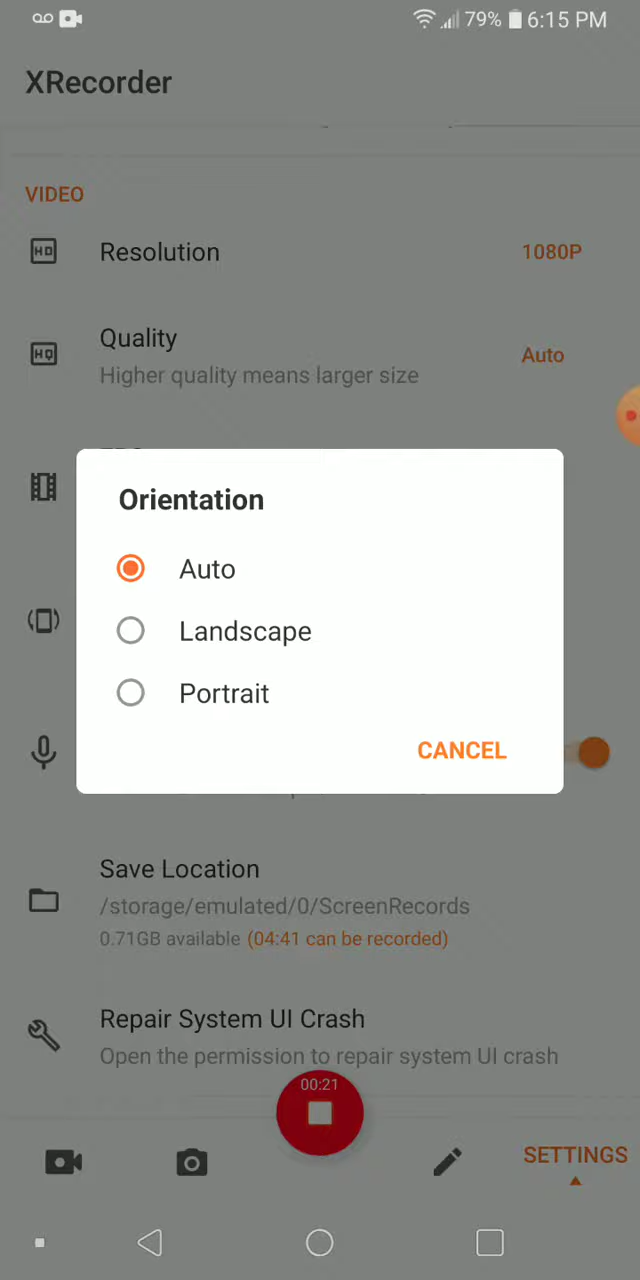 79% 6:15 PM
XRecorder
VIDEO
HD Resolution 1080P
Quality
HQ Auto
Higher quality means larger size
Orientation
Auto
Landscape
Portrait
CANCEL
Save Location
/storage/emulated/0/ScreenRecords
0.71GB available (04:41 can be recorded)
Repair System UI Crash
Open the permission to repair system UI crash
00:21
SETTINGS